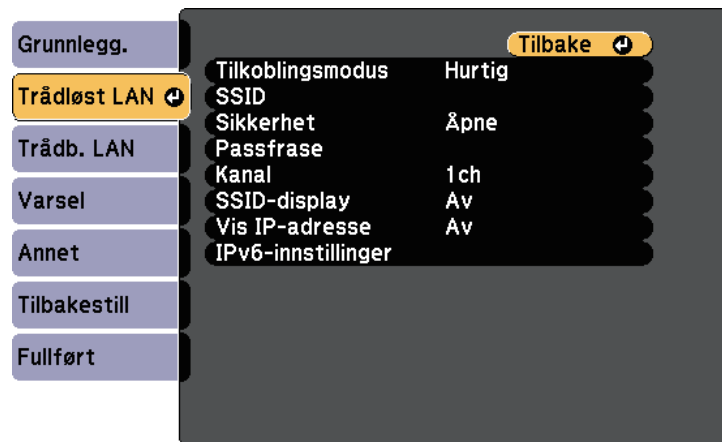 Grunnlegg.
Trådløst LAN
Trådb. LAN
Varsel
Annet
Tilbakestill
Fullført
Tilbake
Tilkoblingsmodus Hurtig
SSID
Sikkerhet Åpne
Passfrase
Kanal 1ch
SSID-display Av
Vis IP-adresse Av
IPv6-innstillinger